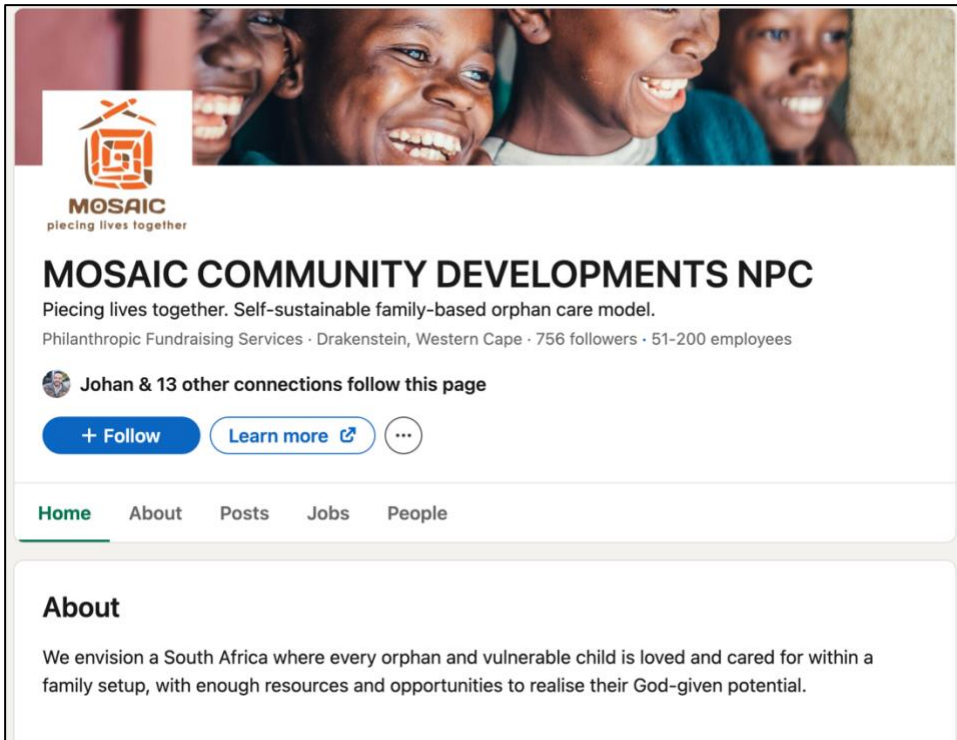 MOSAIC
piecing lives together
MOSAIC COMMUNITY DEVELOPMENTS NPC
Piecing lives together. Self-sustainable family-based orphan care model.
Philanthropic Fundraising Services · Drakenstein, Western Cape · 756 followers · 51-200 employees
Johan & 13 other connections follow this page
+ Follow
Learn more
Home
About
Posts
Jobs
People
About
We envision a South Africa where every orphan and vulnerable child is loved and cared for within a
family setup, with enough resources and opportunities to realise their God-given potential.